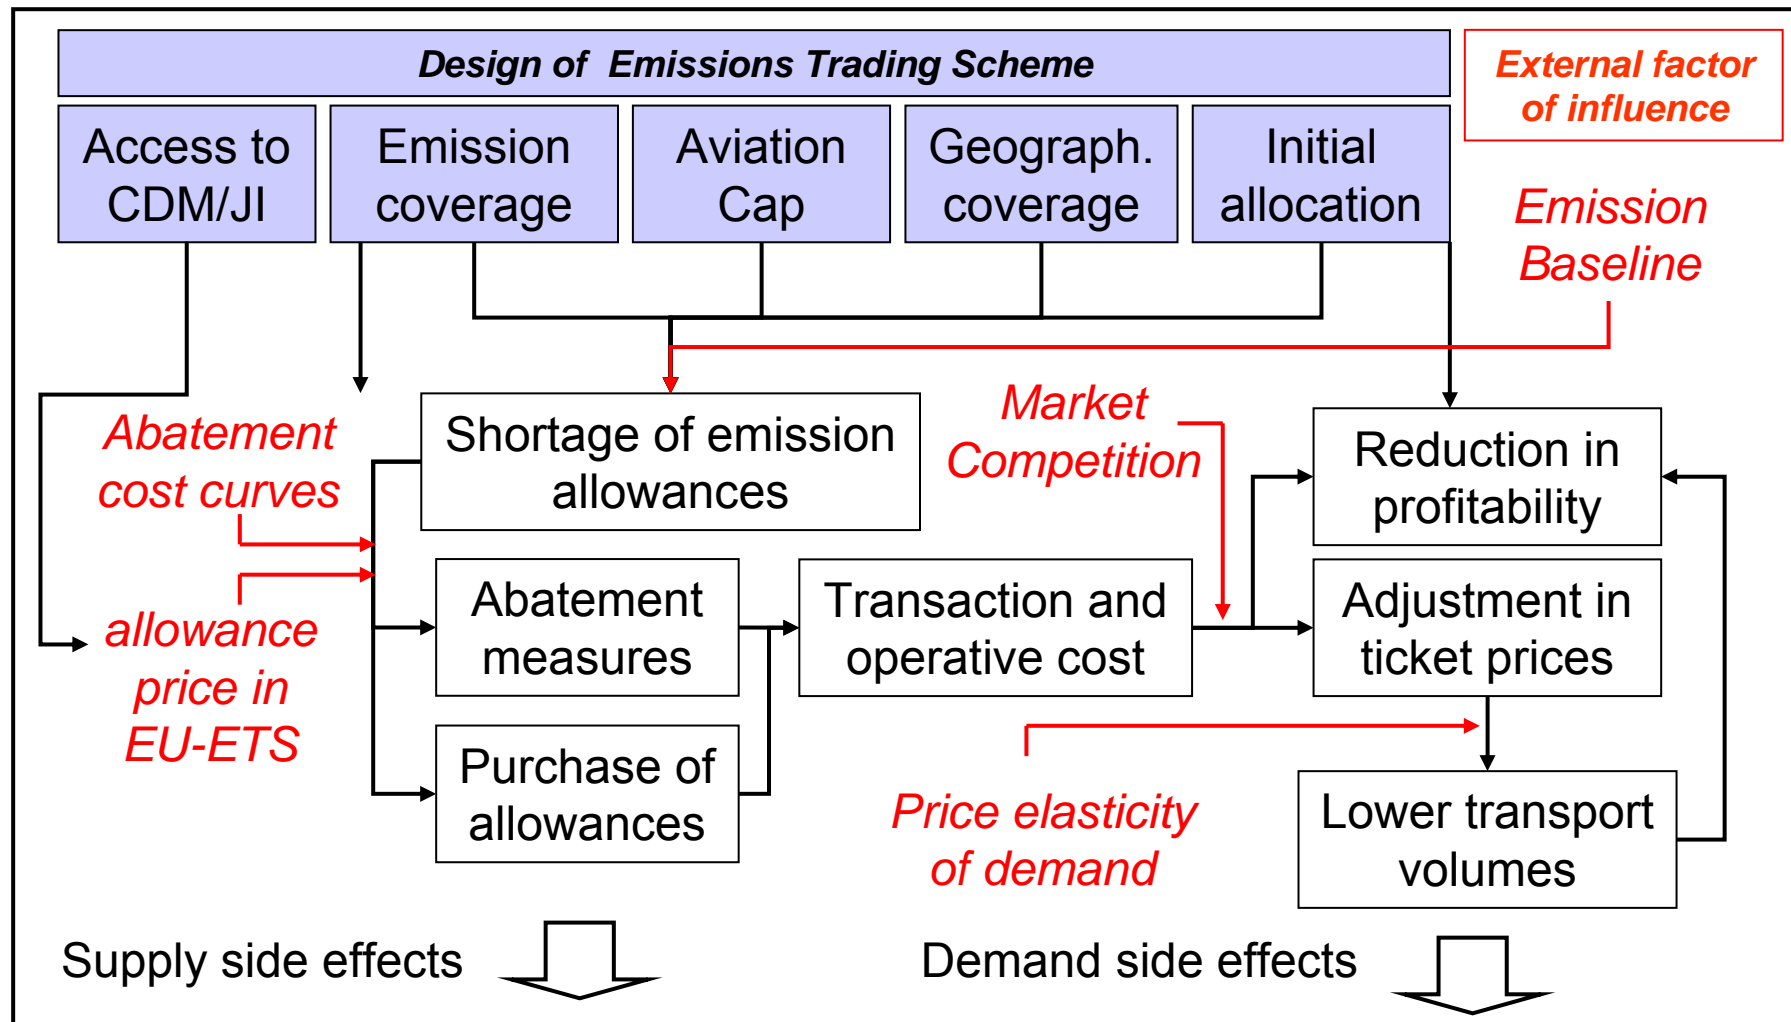 Design of Emissions Trading Scheme
External factor
of influence
Access to
CDM/JI
Emission
coverage
Aviation
Cap
Geograph.
coverage
Initial
allocation
Emission
Baseline
Abatement
cost curves
Shortage of emission
allowances
Market
Competition
Reduction in
profitability
allowance
price in
EU-ETS
Abatement
measures
Transaction and
operative cost
Adjustment in
ticket prices
Purchase of
allowances
Price elasticity
of demand
Lower transport
volumes
Supply side effects
Demand side effects